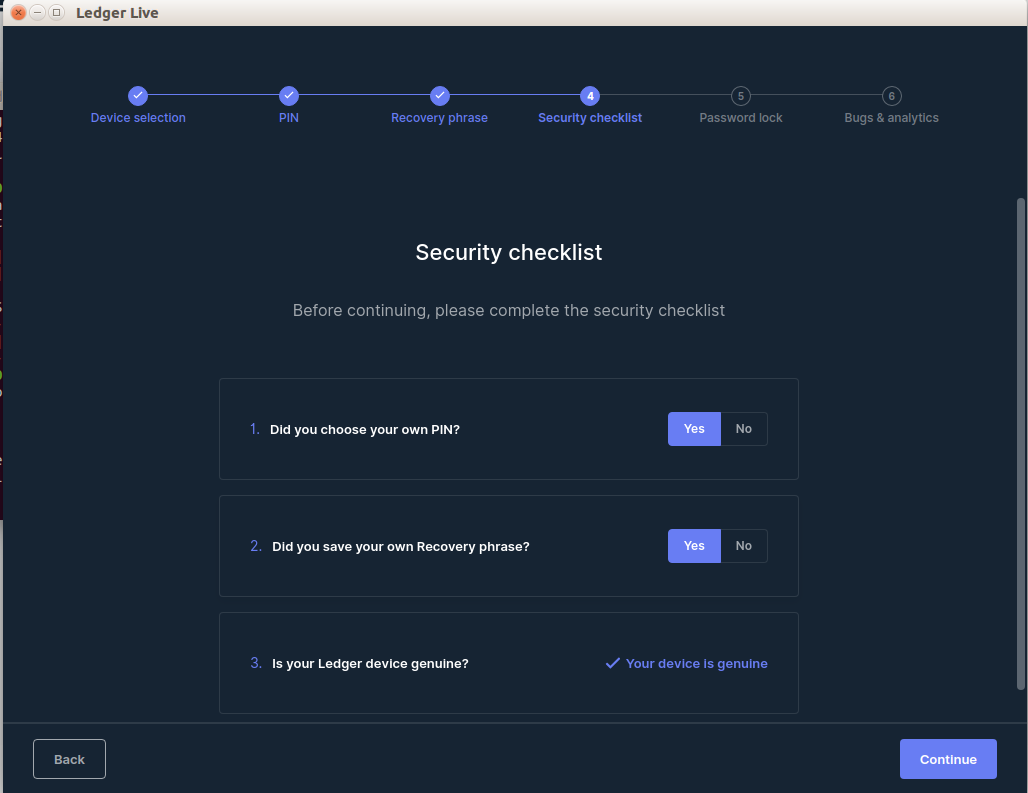 Ledger Live
4 5 6
Device selection PIN Recovery phrase Security checklist Password lock Bugs & analytics
Security checklist
Before continuing, please complete the security checklist
1. Did you choose your own PIN? Yes No
2. Did you save your own Recovery phrase? Yes No
3. Is your Ledger device genuine? Your device is genuine
Back Continue